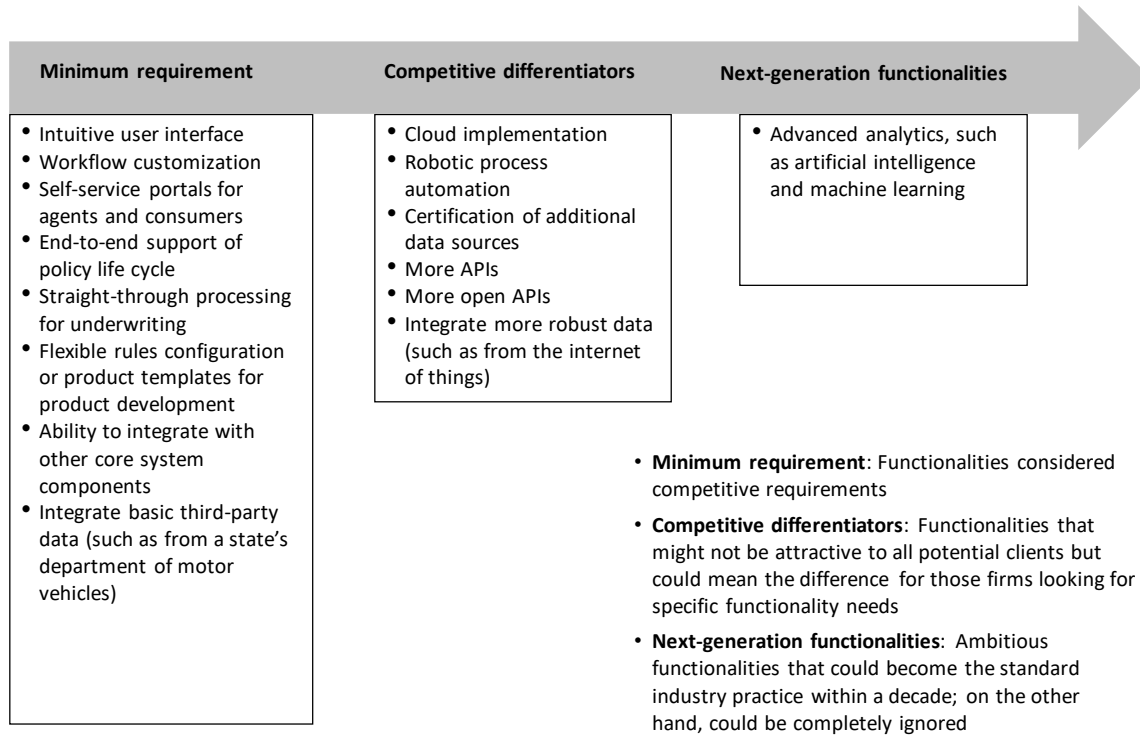 Minimum requirement
Competitive differentiators
Next-generation functionalities
• Intuitive user interface
• Workflow customization
• Self-service portals for
agents and consumers
• End-to-end support of
policy life cycle
• Straight-through processing
for underwriting
• Flexible rules configuration
or product templates for
product development
• Ability to integrate with
other core system
components
• Integrate basic third-party
data (such as from a state’s
department of motor
vehicles)
• Cloud implementation
• Robotic process
automation
• Certification of additional
data sources
• More APIs
• More open APIs
• Integrate more robust data
(such as from the internet
of things)
• Advanced analytics, such
as artificial intelligence
and machine learning
• Minimum requirement: Functionalities considered
competitive requirements
• Competitive differentiators: Functionalities that
might not be attractive to all potential clients but
could mean the difference for those firms looking for
specific functionality needs
• Next-generation functionalities: Ambitious
functionalities that could become the standard
industry practice within a decade; on the other
hand, could be completely ignored